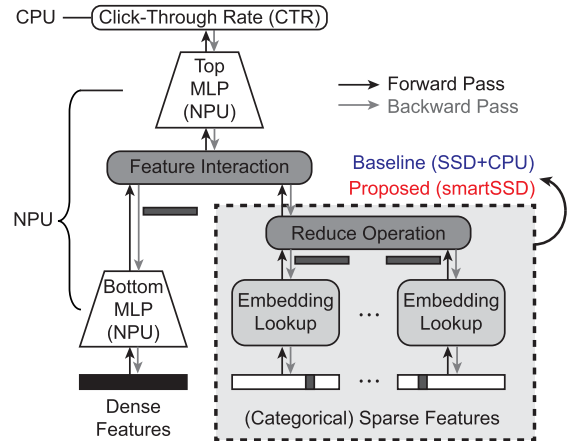 CPU
Click-Through Rate (CTR)
Top
MLP
(NPU)
Forward Pass
Backward Pass
Feature Interaction
Baseline (SSD+CPU)
Proposed (smartSSD)
NPU
Reduce Operation
Bottom
MLP
(NPU)
Embedding
Lookup
...
Embedding
Lookup
...
Dense
Features
(Categorical) Sparse Features